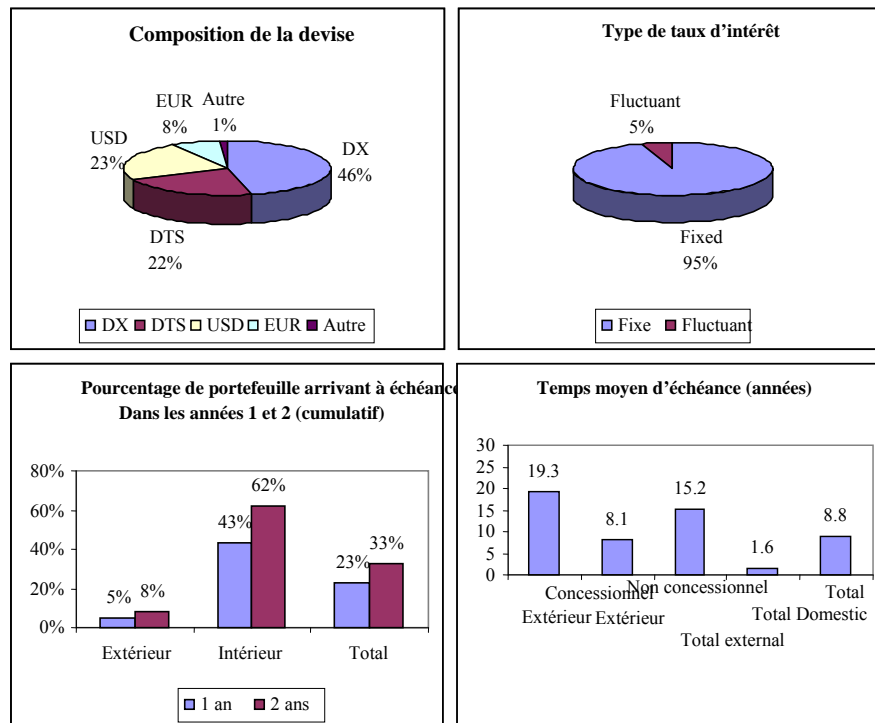 Composition de la devise
EUR
8%
Autre
1%
USD
23%
DX
46%
DTS
22%
DX DTS USD EUR Autre
Type de taux d'intérêt
Fluctuant
5%
Fixed
95%
Fixe Fluctuant
Pourcentage de portefeuille arrivant à échéance
Dans les années 1 et 2 (cumulatif)
80%
60%
40%
20%
0%
5%
8%
43%
62%
23%
33%
Extérieur Intérieur Total
1 an 2 ans
Temps moyen d'échéance (années)
30
25
20
15
10
5
0
19.3
8.1
15.2
1.6
8.8
Concessionnel
Extérieur
Non concessionnel
Extérieur
Total external
Total Domestic
Total